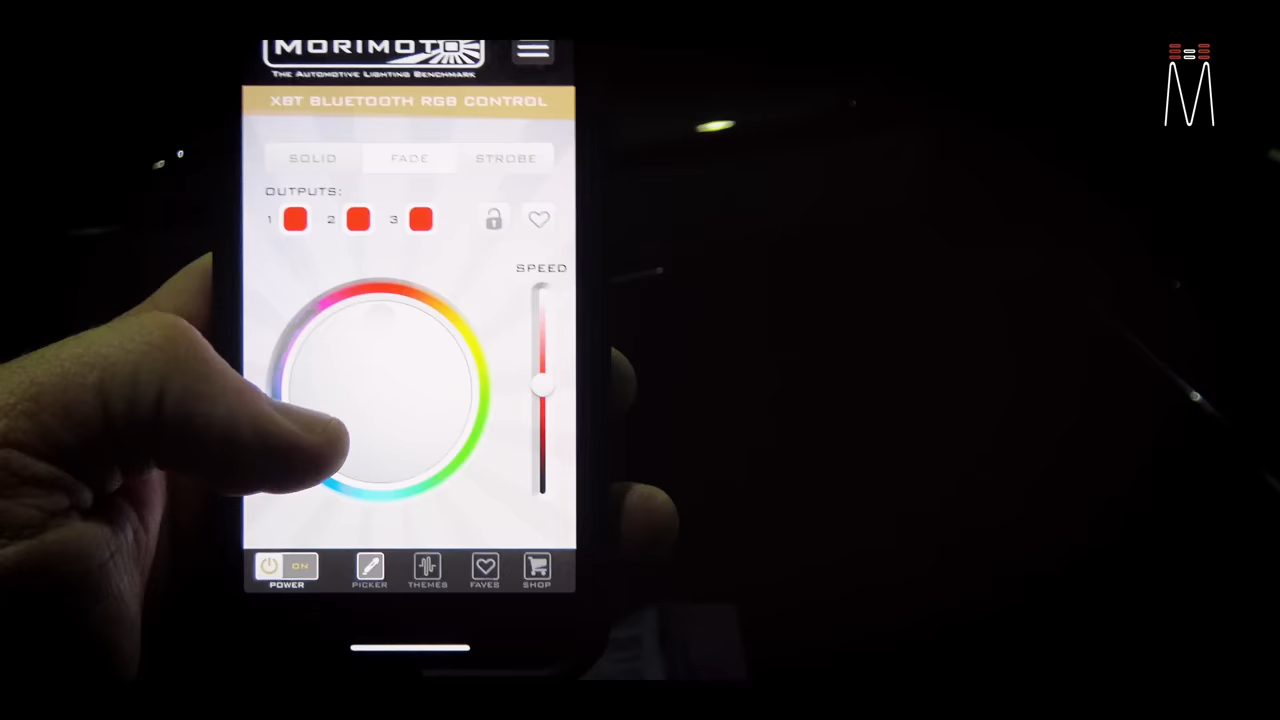 MORIMOTO
THE AUTOMOTIVE LIGHTING BENCHMARK
XBT BLUETOOTH RGB CONTROL
SOLID FADE STROBE
OUTPUTS:
1 2 3
SPEED
ON
POWER PICKER THEMES FAVES SHOP
M